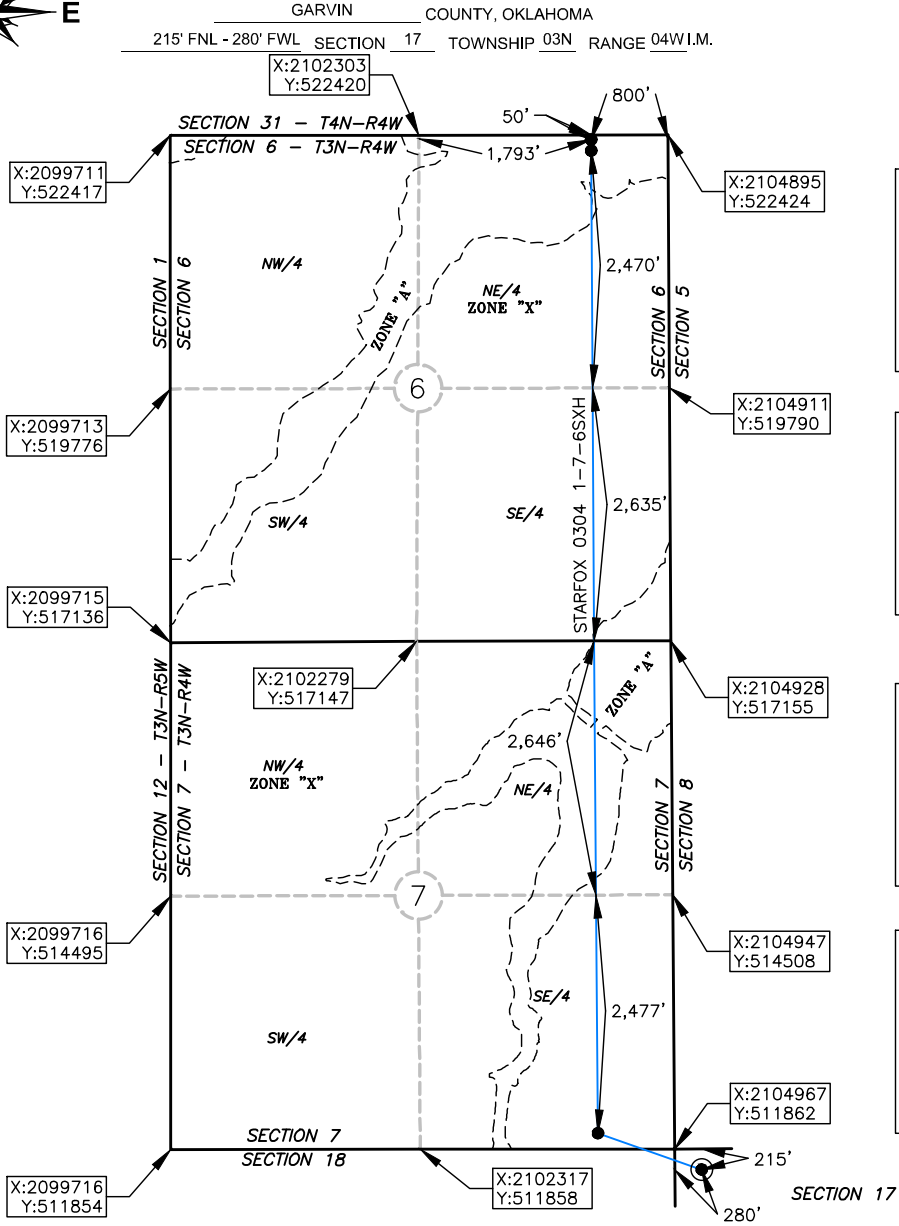 E
GARVIN COUNTY, OKLAHOMA
215' FNL - 280' FWL SECTION 17 TOWNSHIP 03N RANGE 04W I.M.
X:2102303
Y:522420
50'
800'
SECTION 31 - T4N-R4W
SECTION 6 - T3N-R4W
1,793'
X:2099711
Y:522417
X:2104895
Y:522424
NW/4
2,470'
ZONE "A"
NE/4
ZONE "X"
SECTION 1
SECTION 6
SECTION 6
SECTION 5
6
X:2099713
Y:519776
X:2104911
Y:519790
STARFOX 0304 1-7-6SXH
SW/4
SE/4
2,635'
X:2099715
Y:517136
X:2102279
Y:517147
ZONE "A"
X:2104928
Y:517155
SECTION 12 - T3N-R5W
SECTION 7 - T3N-R4W
2,646'
NW/4
ZONE "X"
NE/4
SECTION 7
SECTION 8
7
X:2099716
Y:514495
X:2104947
Y:514508
SE/4
2,477'
SW/4
X:2104967
Y:511862
SECTION 7
SECTION 18
215'
X:2099716
Y:511854
X:2102317
Y:511858
SECTION 17
280'